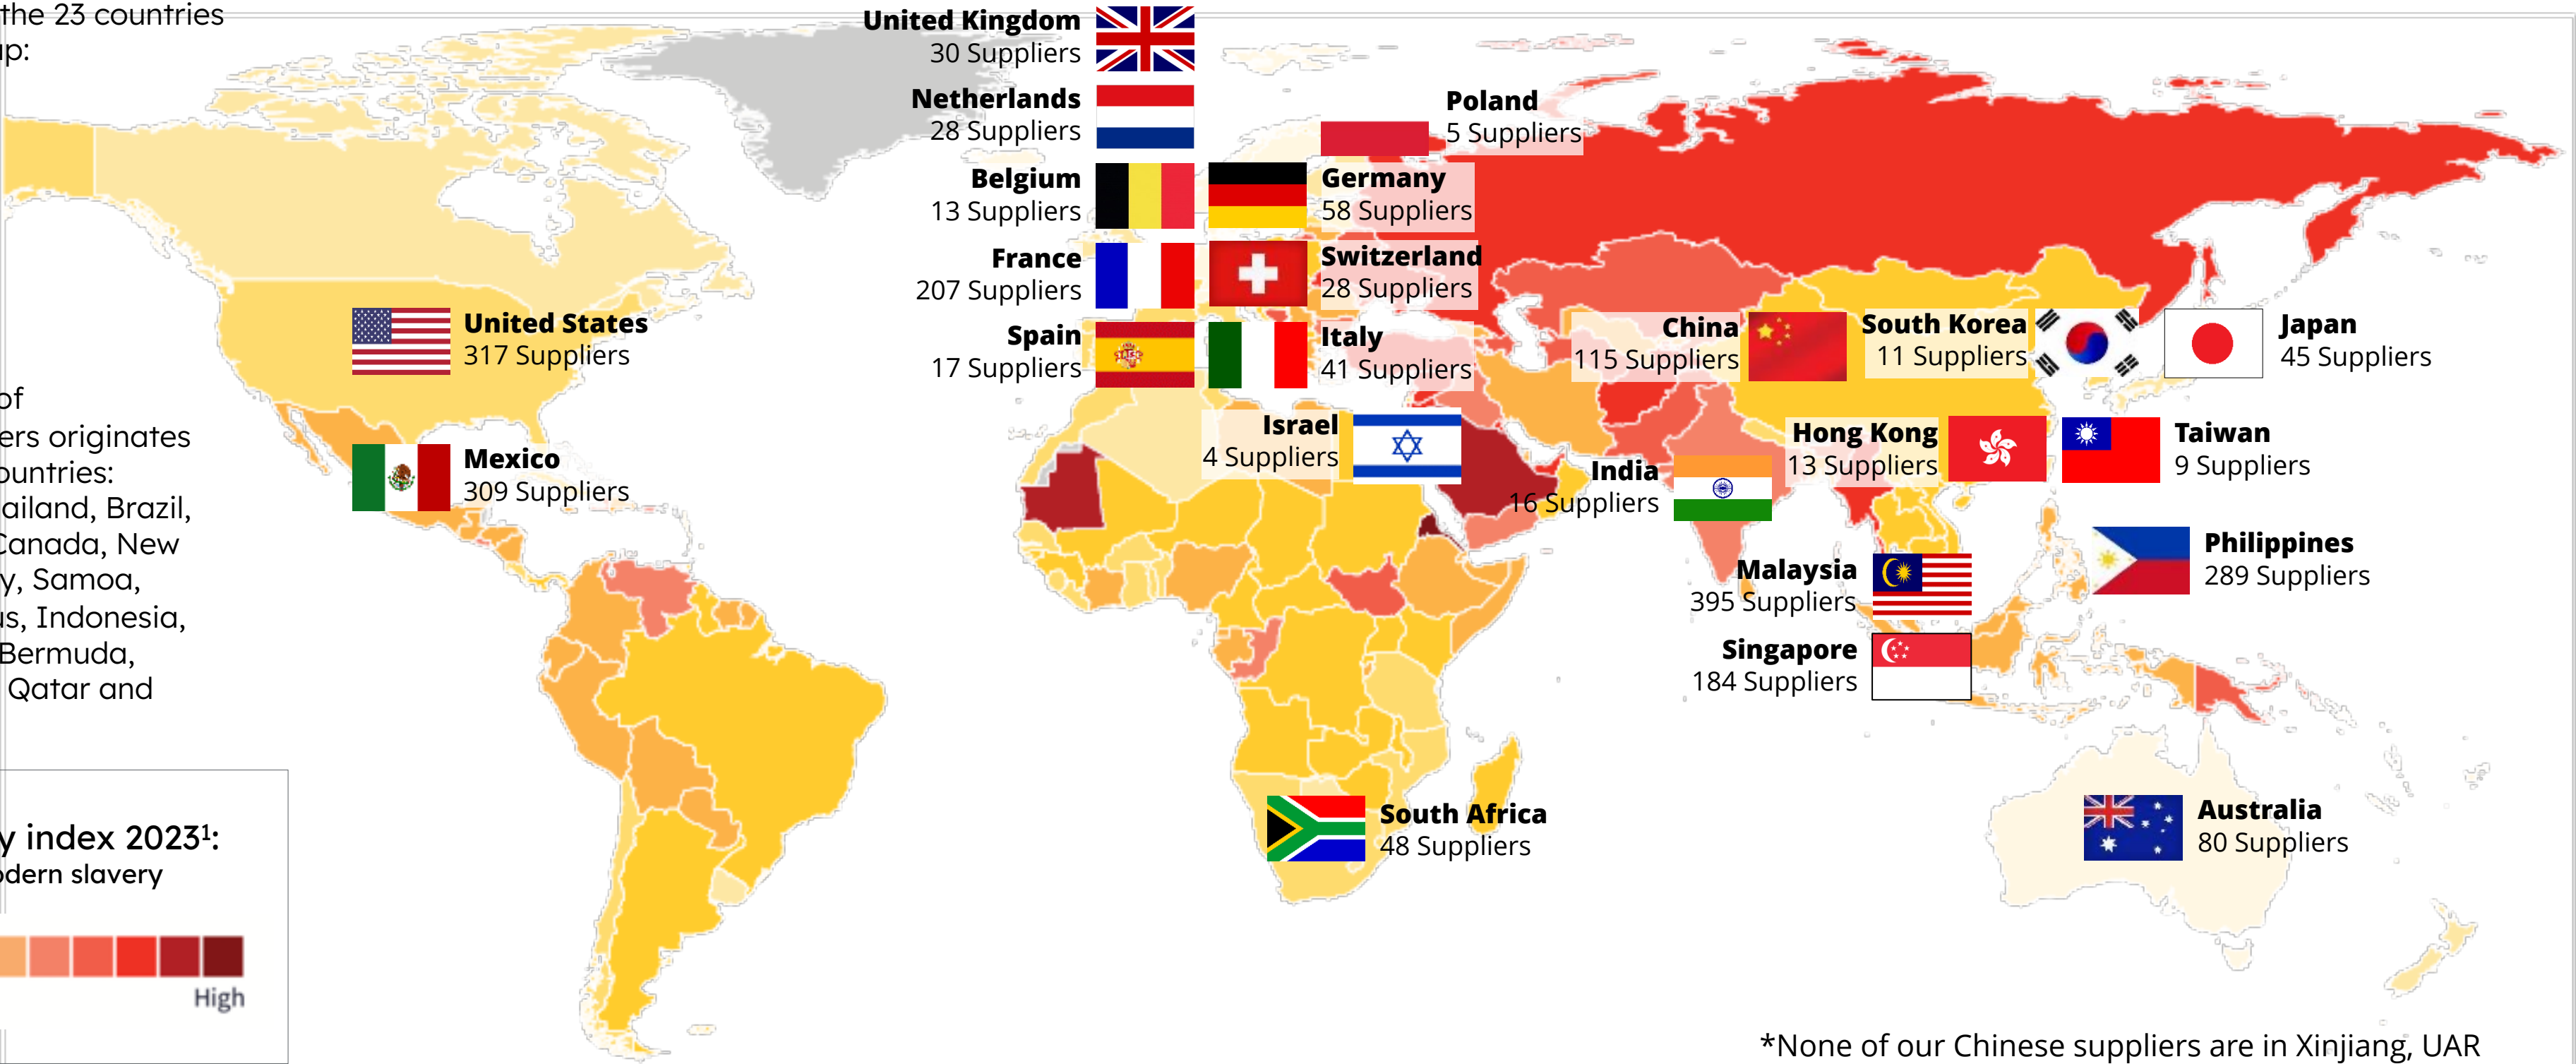 the 23 countries
of
originates
Brazil,
Canada, New
Samoa,
Indonesia,
Bermuda,
Qatar and
index 2023¹:
slavery
High
United Kingdom
30 Suppliers
Netherlands
28 Suppliers
Belgium
13 Suppliers
France
207 Suppliers
Spain
17 Suppliers
Poland
5 Suppliers
Germany
58 Suppliers
Switzerland
28 Suppliers
Italy
41 Suppliers
United States
317 Suppliers
Mexico
309 Suppliers
Israel
4 Suppliers
China
115 Suppliers
South Korea
11 Suppliers
Japan
45 Suppliers
India
16 Suppliers
Hong Kong
13 Suppliers
Taiwan
9 Suppliers
Malaysia
395 Suppliers
Philippines
289 Suppliers
Singapore
184 Suppliers
South Africa
48 Suppliers
Australia
80 Suppliers
*None of our Chinese suppliers are in Xinjiang, UAR